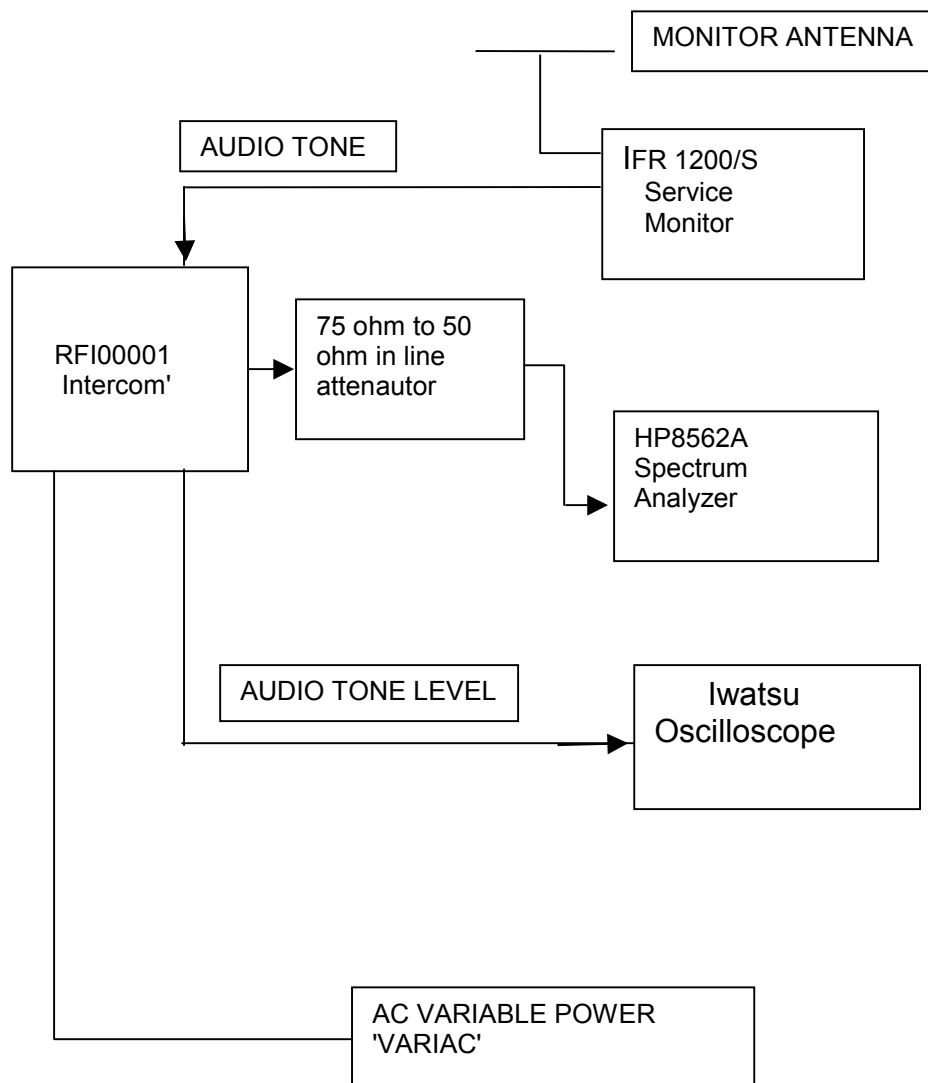 MONITOR ANTENNA
AUDIO TONE
IFR 1200/S
Service
Monitor
RFI00001
Intercom'
75 ohm to 50
ohm in line
attenautor
HP8562A
Spectrum
Analyzer
AUDIO TONE LEVEL
Iwatsu
Oscilloscope
AC VARIABLE POWER
'VARIAC'